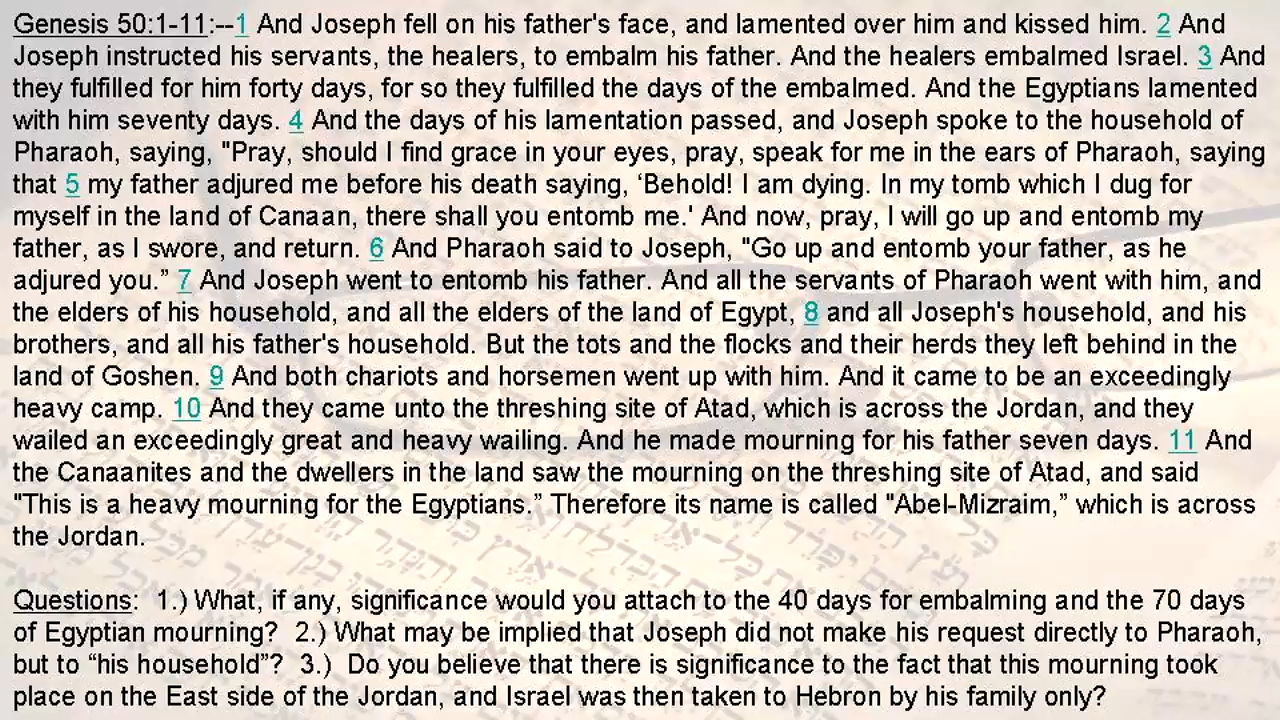 Genesis 50:1-11:--1 And Joseph fell on his father's face, and lamented over him and kissed him. 2 And
Joseph instructed his servants, the healers, to embalm his father. And the healers embalmed Israel. 3 And
they fulfilled for him forty days, for so they fulfilled the days of the embalmed. And the Egyptians lamented
with him seventy days. 4 And the days of his lamentation passed, and Joseph spoke to the household of
Pharaoh, saying, "Pray, should I find grace in your eyes, pray, speak for me in the ears of Pharaoh, saying
that 5 my father adjured me before his death saying, ‘Behold! I am dying. In my tomb which I dug for
myself in the land of Canaan, there shall you entomb me.' And now, pray, I will go up and entomb my
father, as I swore, and return. 6 And Pharaoh said to Joseph, "Go up and entomb your father, as he
adjured you.” 7 And Joseph went to entomb his father. And all the servants of Pharaoh went with him, and
the elders of his household, and all the elders of the land of Egypt, 8 and all Joseph's household, and his
brothers, and all his father's household. But the tots and the flocks and their herds they left behind in the
land of Goshen. 9 And both chariots and horsemen went up with him. And it came to be an exceedingly
heavy camp. 10 And they came unto the threshing site of Atad, which is across the Jordan, and they
wailed an exceedingly great and heavy wailing. And he made mourning for his father seven days. 11 And
the Canaanites and the dwellers in the land saw the mourning on the threshing site of Atad, and said
"This is a heavy mourning for the Egyptians.” Therefore its name is called "Abel-Mizraim,” which is across
the Jordan.
Questions: 1.) What, if any, significance would you attach to the 40 days for embalming and the 70 days
of Egyptian mourning? 2.) What may be implied that Joseph did not make his request directly to Pharaoh,
but to “his household”? 3.) Do you believe that there is significance to the fact that this mourning took
place on the East side of the Jordan, and Israel was then taken to Hebron by his family only?